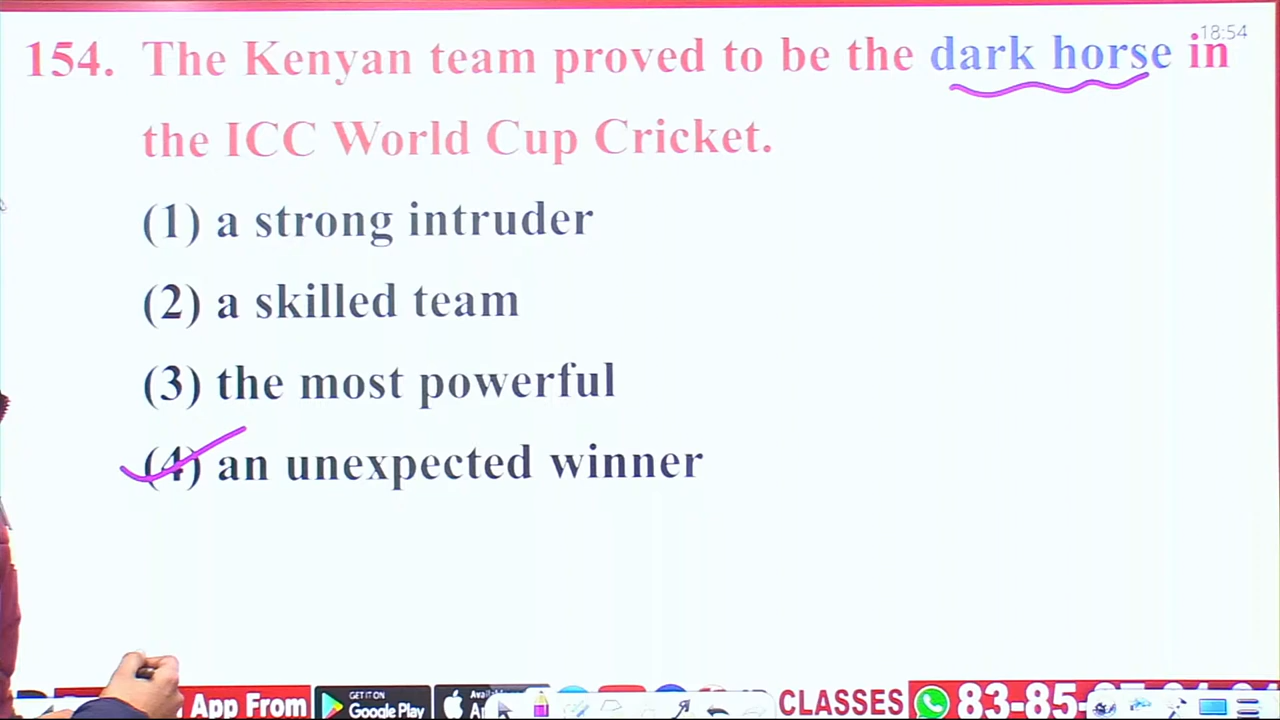 18:54
154. The Kenyan team proved to be the dark horse in
the ICC World Cup Cricket.
(1) a strong intruder
(2) a skilled team
(3) the most powerful
(4) an unexpected winner
App From
GET IT ON
Google Play
CLASSES
83-85-